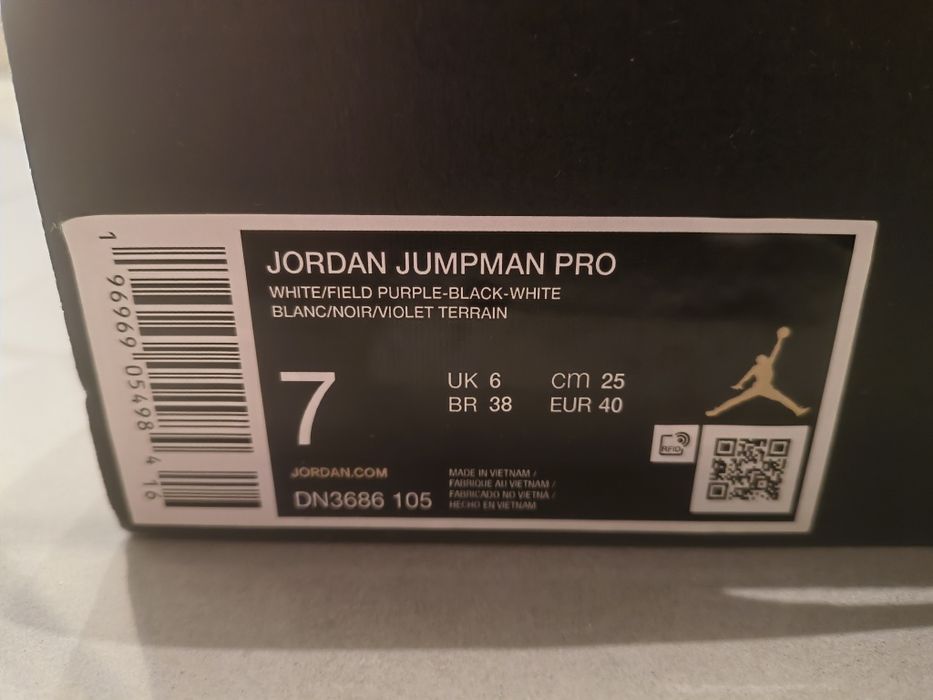 JORDAN JUMPMAN PRO
WHITE/FIELD PURPLE-BLACK-WHITE
BLANC/NOIR/VIOLET TERRAIN
7
UK 6 cm 25
BR 38 EUR 40
RFID
JORDAN.COM
DN3686 105
MADE IN VIETNAM /
FABRIQUE AU VIETNAM /
FABRICADO NO VIETNA /
HECHO EN VIETNAM
1 96969 05498 4 16